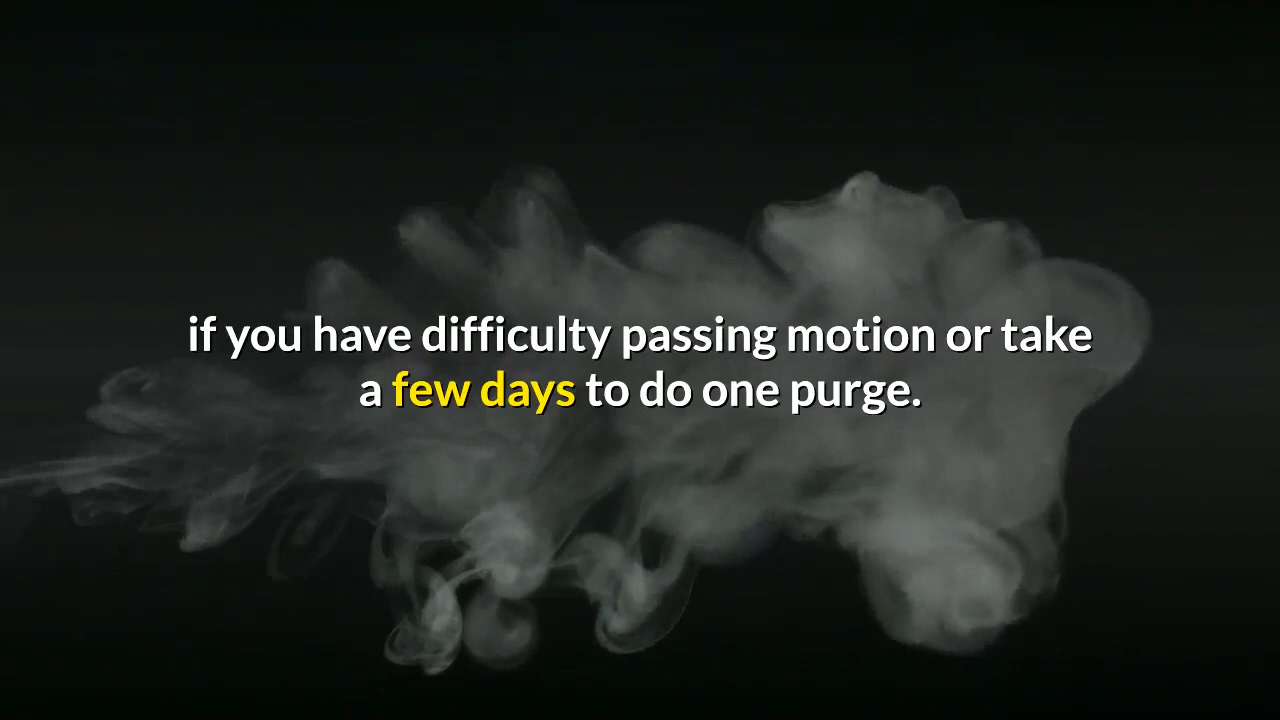 if you have difficulty passing motion or take
a few days to do one purge.